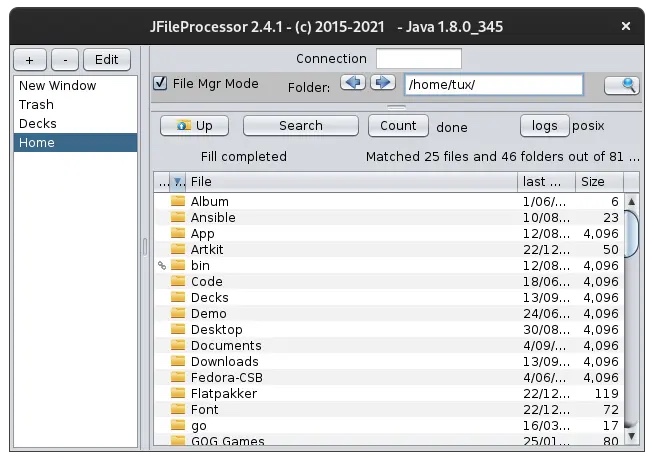 JFileProcessor 2.4.1 - (c) 2015-2021 - Java 1.8.0_345 ×
+ - Edit
Connection
New Window
Trash
Decks
Home
File Mgr Mode Folder: /home/tux/
Up Search Count done logs posix
Fill completed Matched 25 files and 46 folders out of 81 ...
... ... File last ... Size
Album 1/06/... 6
Ansible 10/08... 23
App 12/08... 4,096
Artkit 22/12... 50
bin 12/08... 4,096
Code 18/06... 4,096
Decks 13/09... 4,096
Demo 24/06... 4,096
Desktop 30/08... 4,096
Documents 4/09/... 4,096
Downloads 13/09... 4,096
Fedora-CSB 4/06/... 4,096
Flatpakker 22/12... 119
Font 22/12... 72
go 16/03... 17
GOG Games 25/01... 80